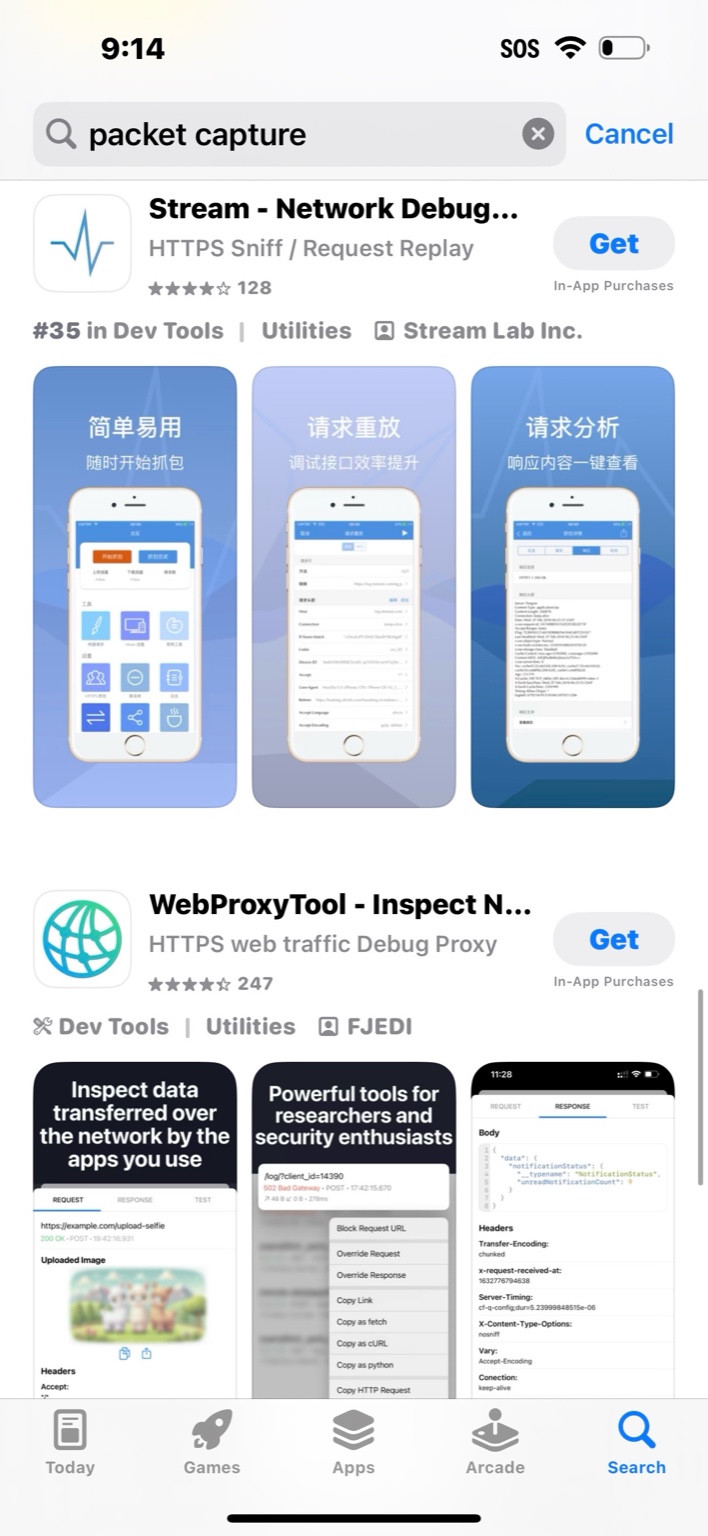 9:14
SOS
packet capture
Cancel
Stream - Network Debug...
HTTPS Sniff / Request Replay
Get
128
In-App Purchases
#35 in Dev Tools | Utilities Stream Lab Inc.
简单易用
随时开始抓包
请求重放
调试接口效率提升
请求分析
响应内容一键查看
WebProxyTool - Inspect N...
HTTPS web traffic Debug Proxy
Get
247
In-App Purchases
Dev Tools | Utilities FJEDI
Inspect data
transferred over
the network by the
apps you use
REQUEST RESPONSE TEST
https://example.com/upload-selfie
200 OK • POST • 19:42:16.931
Uploaded Image
Headers
Accept:
*/*
Powerful tools for
researchers and
security enthusiasts
/log/?client_id=14390
502 Bad Gateway • POST • 17:42:15.670
Block Request URL
Override Request
Override Response
Copy Link
Copy as fetch
Copy as cURL
Copy as python
Copy HTTP Request
11:28
REQUEST RESPONSE TEST
Body
1 {
2 "data": {
3 "notificationStatus": {
4 "__typename": "NotificationStatus",
5 "unreadNotificationCount": 0
6 }
7 }
8 }
Headers
Transfer-Encoding:
chunked
x-request-received-at:
1632776794638
Server-Timing:
cf-q-config;dur=5.23999848515e-06
X-Content-Type-Options:
nosniff
Vary:
Accept-Encoding
Conection:
keep-alive
Today
Games
Apps
Arcade
Search